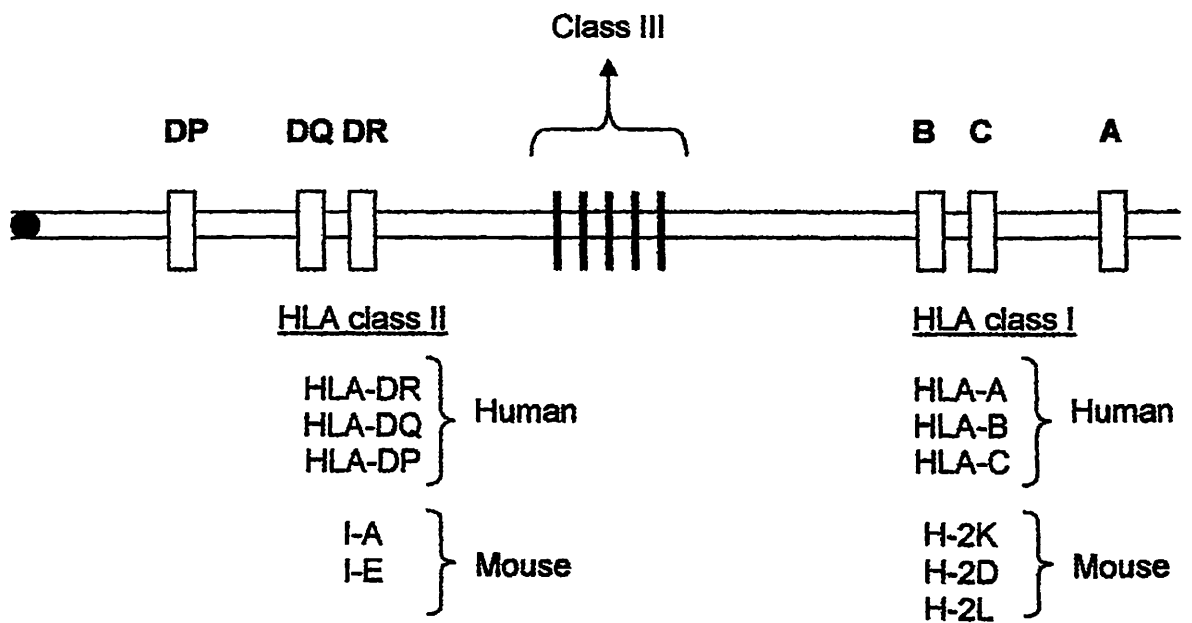 Class III
DP DQ DR B C A
HLA class II
HLA-DR
HLA-DQ
HLA-DP
Human
I-A
I-E
Mouse
HLA class I
HLA-A
HLA-B
HLA-C
Human
H-2K
H-2D
H-2L
Mouse